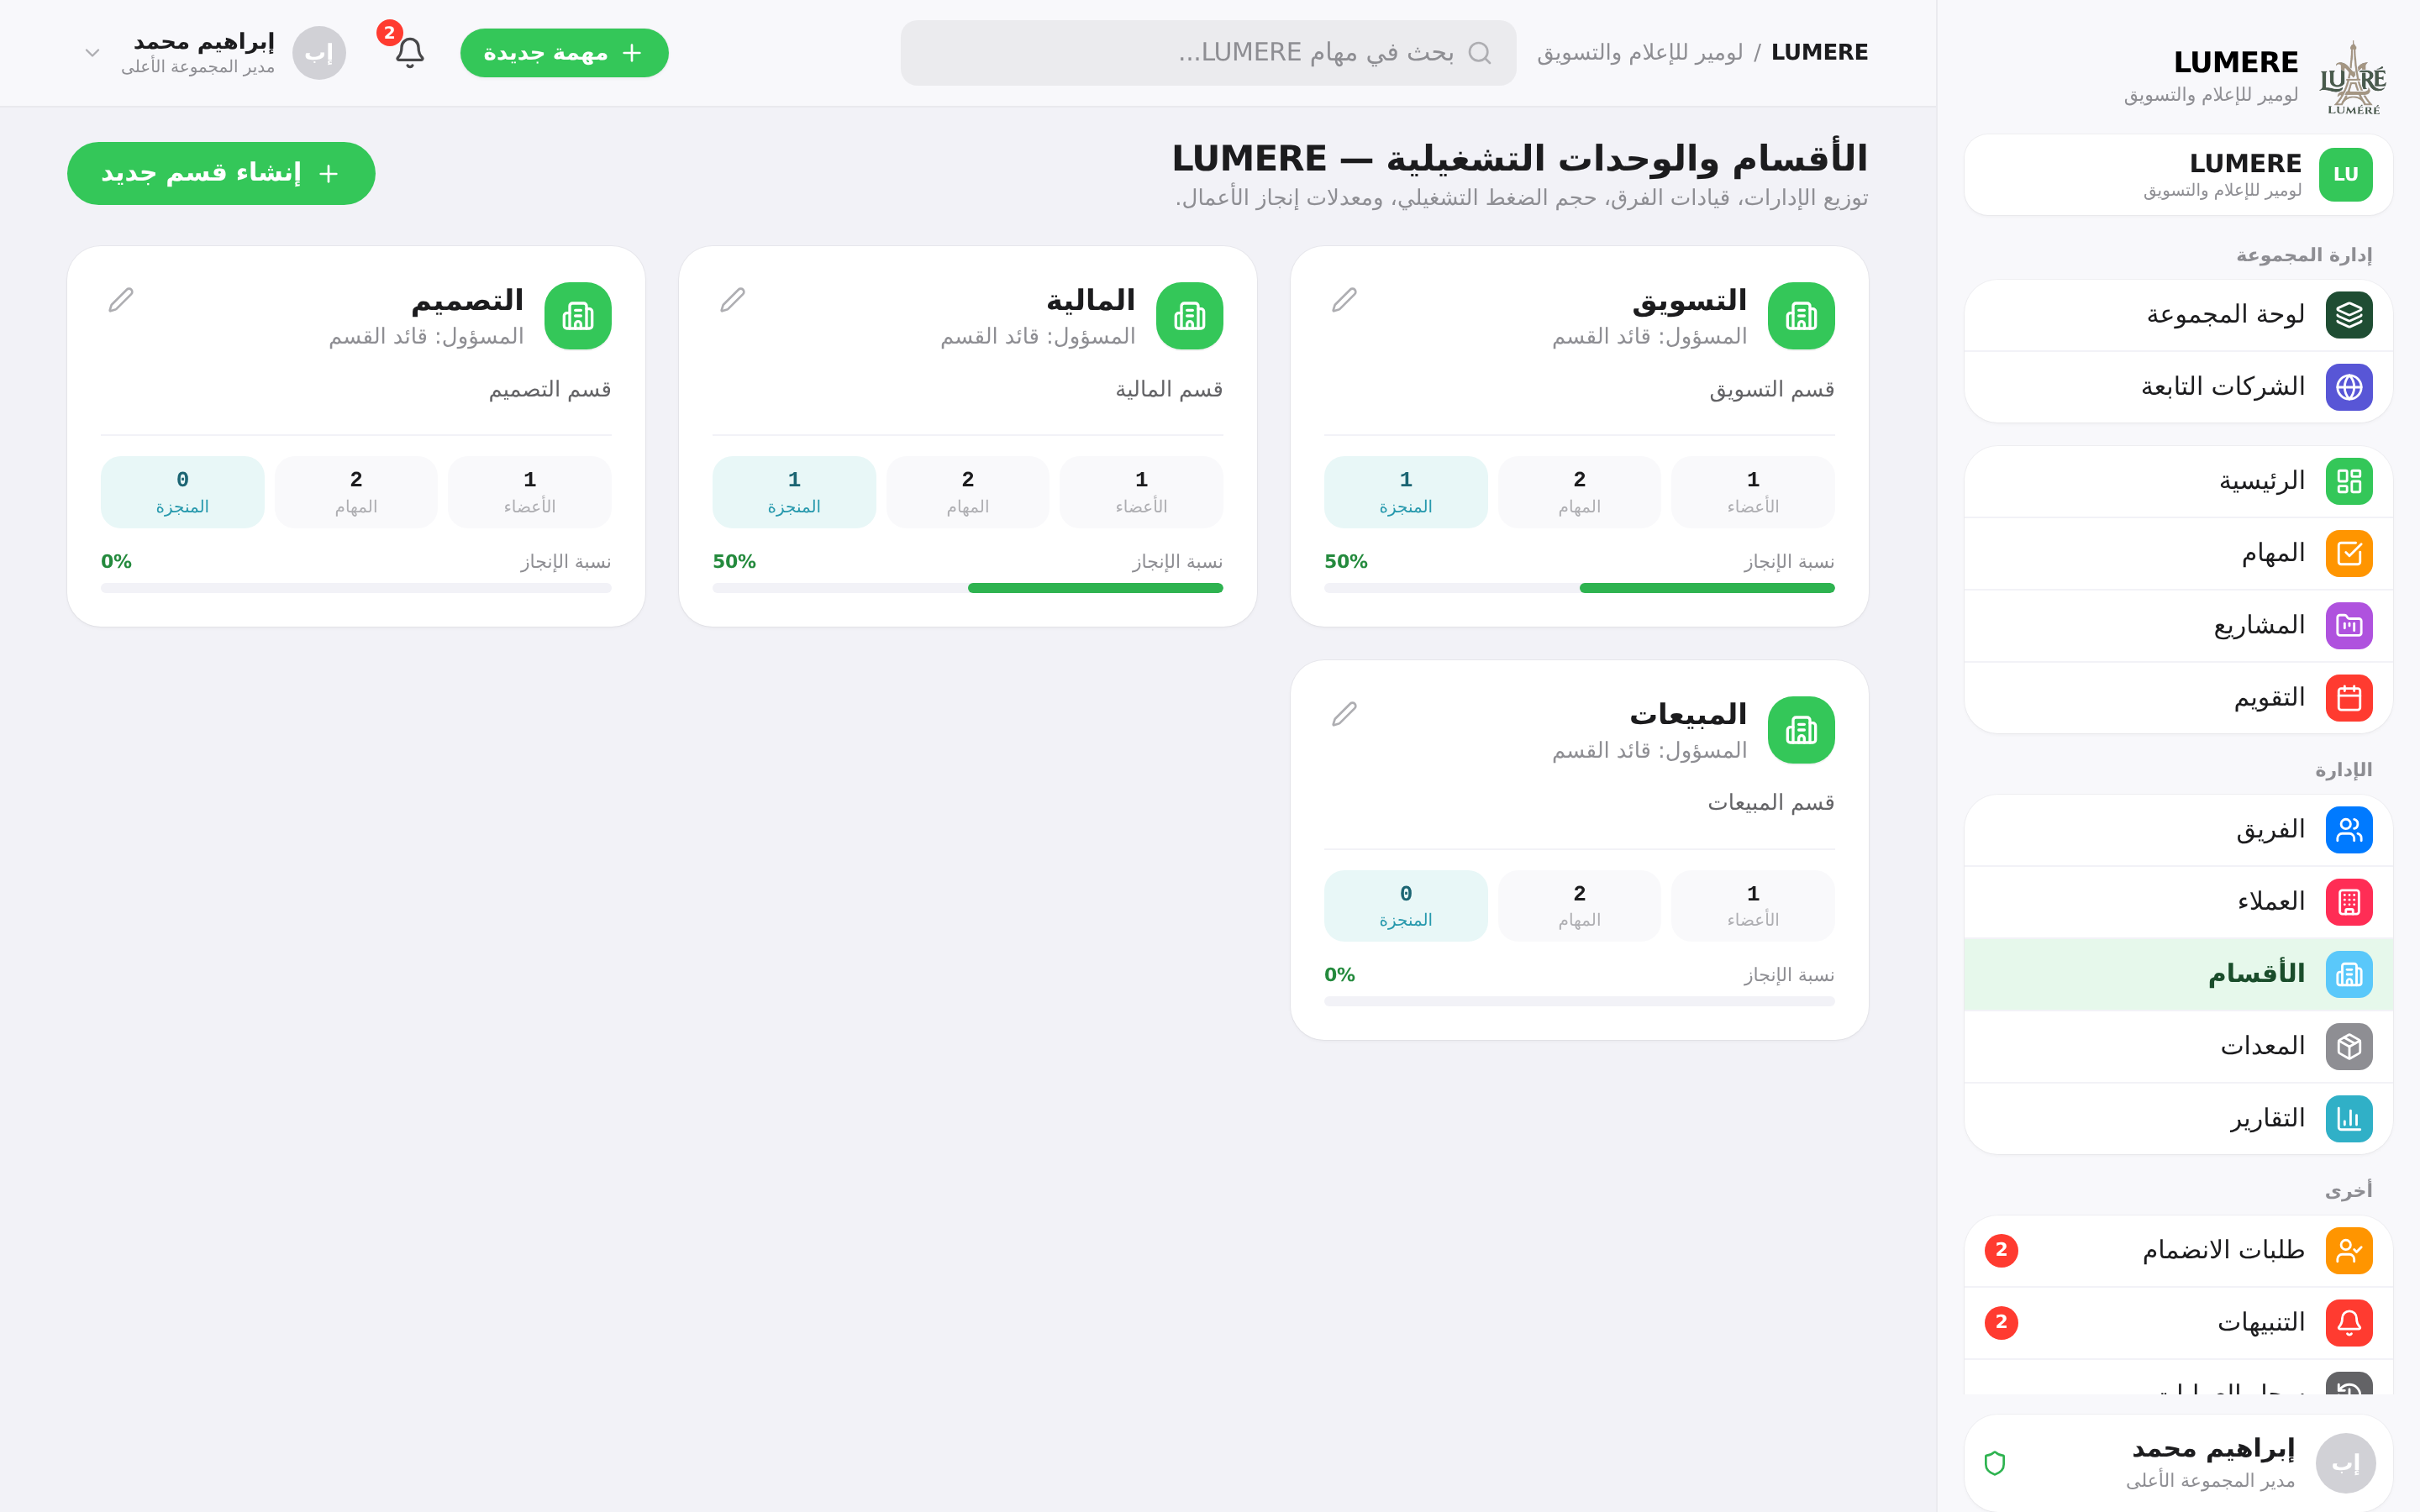 LUMERE
لومير للإعلام والتسويق
LUMÉRÉ
LU
LUMERE
لومير للإعلام والتسويق
إدارة المجموعة
لوحة المجموعة
الشركات التابعة
الرئيسية
المهام
المشاريع
التقويم
الإدارة
الفريق
العملاء
الأقسام
المعدات
التقارير
أخرى
طلبات الانضمام
2
التنبيهات
2
إب
إبراهيم محمد
مدير المجموعة الأعلى
LUMERE / لومير للإعلام والتسويق
بحث في مهام LUMERE...
مهمة جديدة
2
إب
إبراهيم محمد
مدير المجموعة الأعلى
الأقسام والوحدات التشغيلية — LUMERE
توزيع الإدارات، قيادات الفرق، حجم الضغط التشغيلي، ومعدلات إنجاز الأعمال.
إنشاء قسم جديد
التسويق
المسؤول: قائد القسم
قسم التسويق
1
الأعضاء
2
المهام
1
المنجزة
نسبة الإنجاز
50%
المالية
المسؤول: قائد القسم
قسم المالية
1
الأعضاء
2
المهام
1
المنجزة
نسبة الإنجاز
50%
التصميم
المسؤول: قائد القسم
قسم التصميم
1
الأعضاء
2
المهام
0
المنجزة
نسبة الإنجاز
0%
المبيعات
المسؤول: قائد القسم
قسم المبيعات
1
الأعضاء
2
المهام
0
المنجزة
نسبة الإنجاز
0%